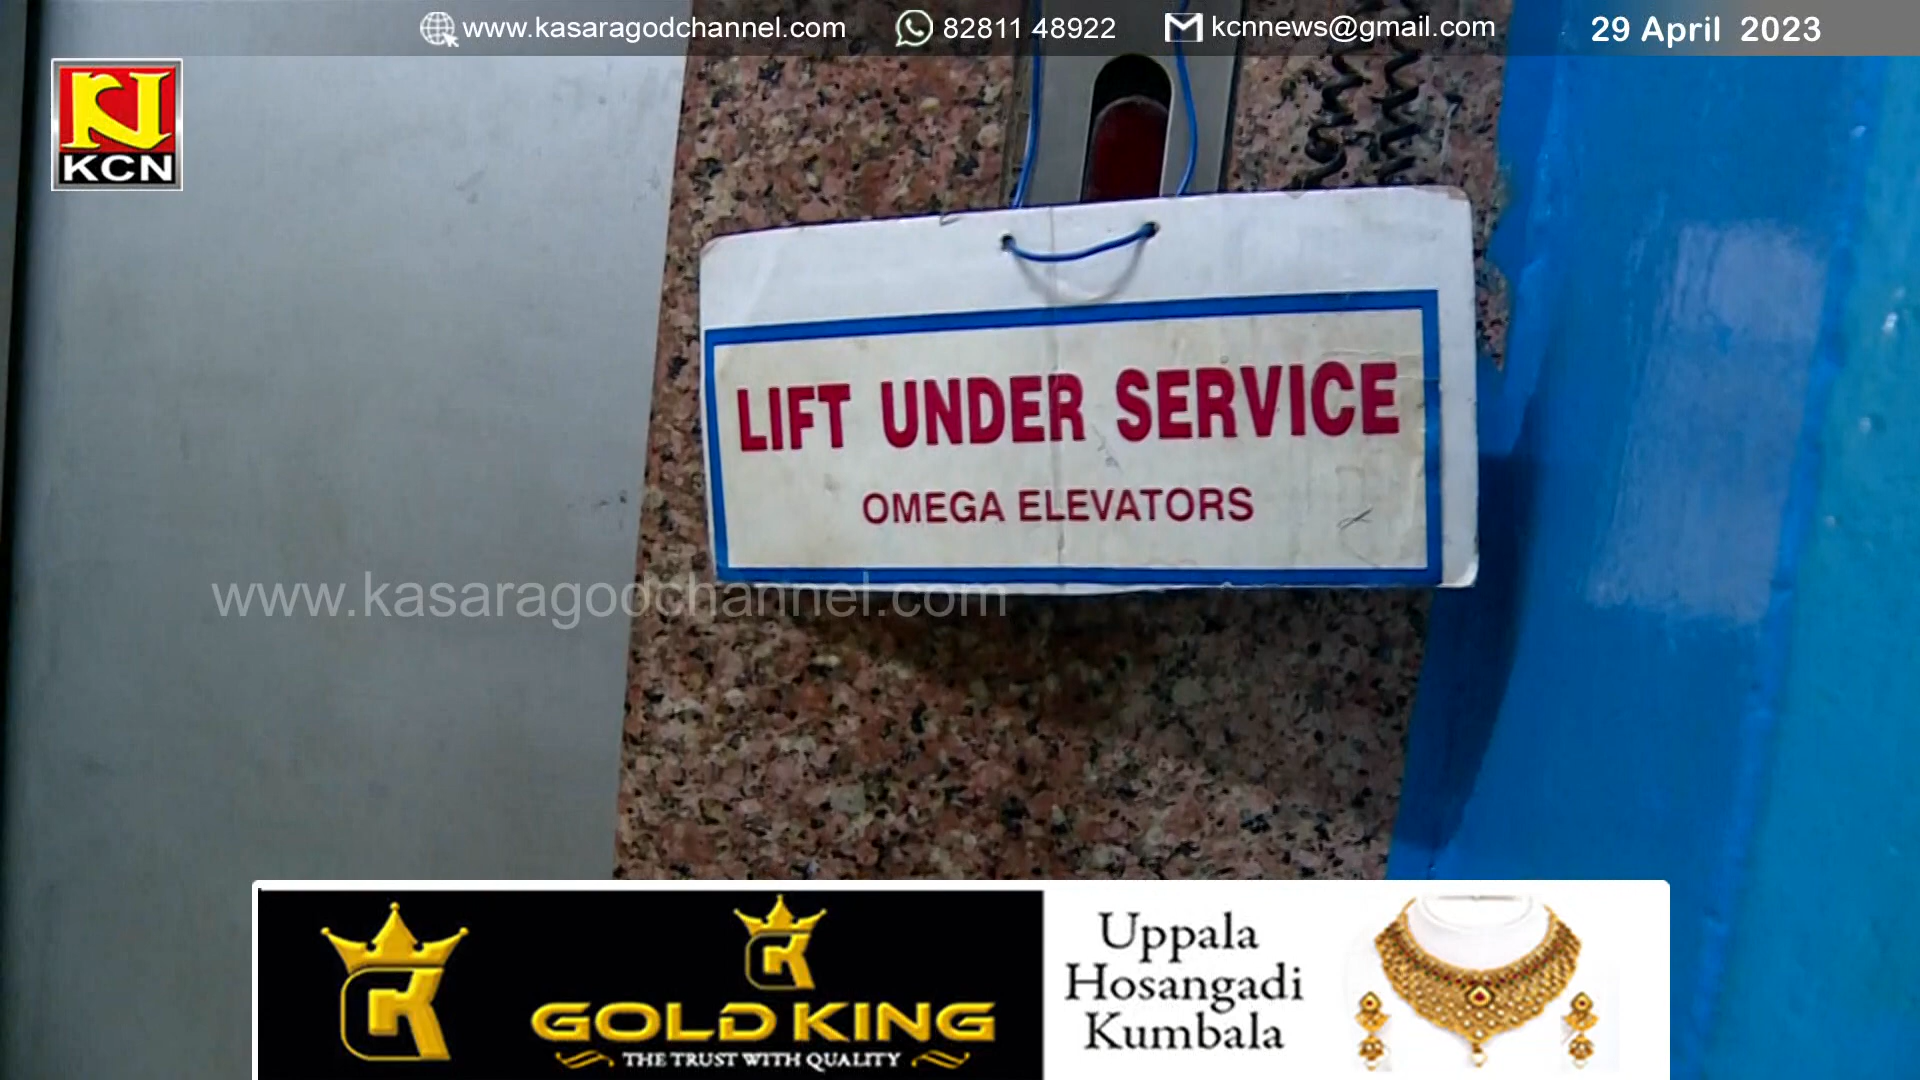 www.kasaragodchannel.com 82811 48922 kcnnews@gmail.com 29 April 2023
KCN
LIFT UNDER SERVICE
OMEGA ELEVATORS
www.kasaragodchannel.com
GOLD KING
THE TRUST WITH QUALITY
Uppala
Hosangadi
Kumbala